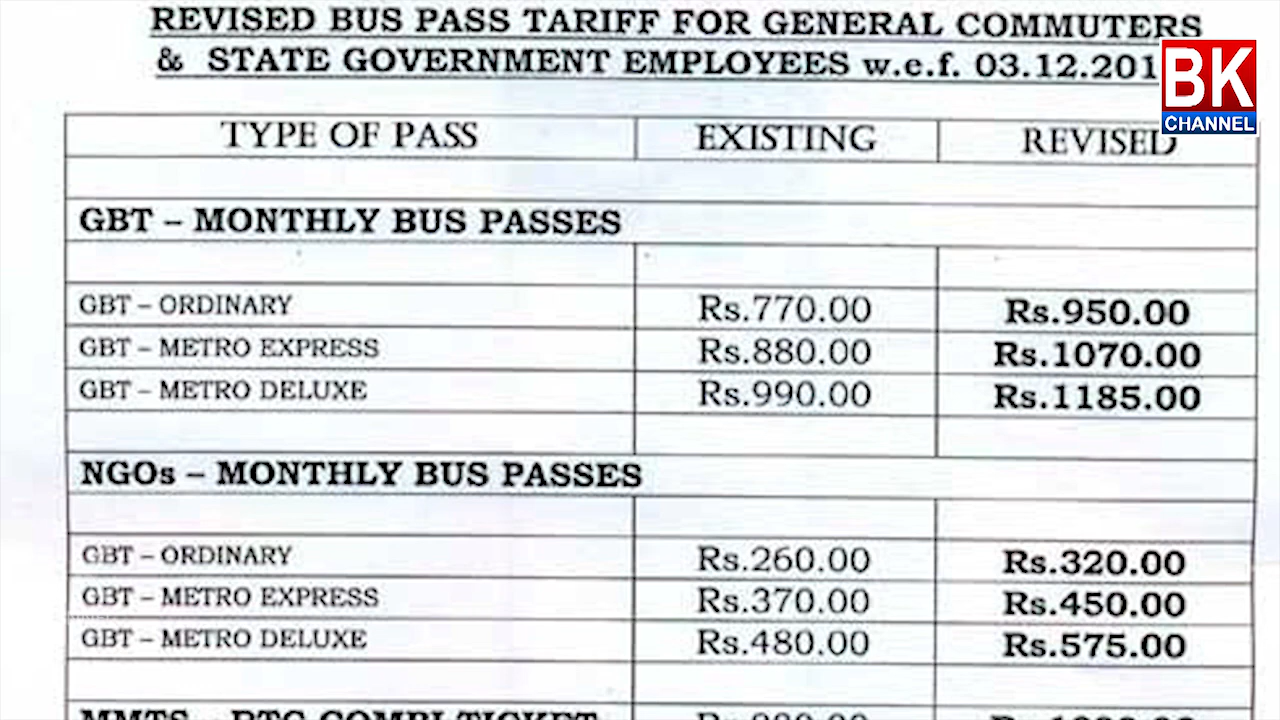 REVISED BUS PASS TARIFF FOR GENERAL COMMUTERS
& STATE GOVERNMENT EMPLOYEES w.e.f. 03.12.201
BK
CHANNEL
TYPE OF PASS EXISTING REVISED
GBT – MONTHLY BUS PASSES
GBT – ORDINARY Rs.770.00 Rs.950.00
GBT – METRO EXPRESS Rs.880.00 Rs.1070.00
GBT – METRO DELUXE Rs.990.00 Rs.1185.00
NGOs – MONTHLY BUS PASSES
GBT – ORDINARY Rs.260.00 Rs.320.00
GBT – METRO EXPRESS Rs.370.00 Rs.450.00
GBT – METRO DELUXE Rs.480.00 Rs.575.00
MMTS – RTC COMBI TICKET